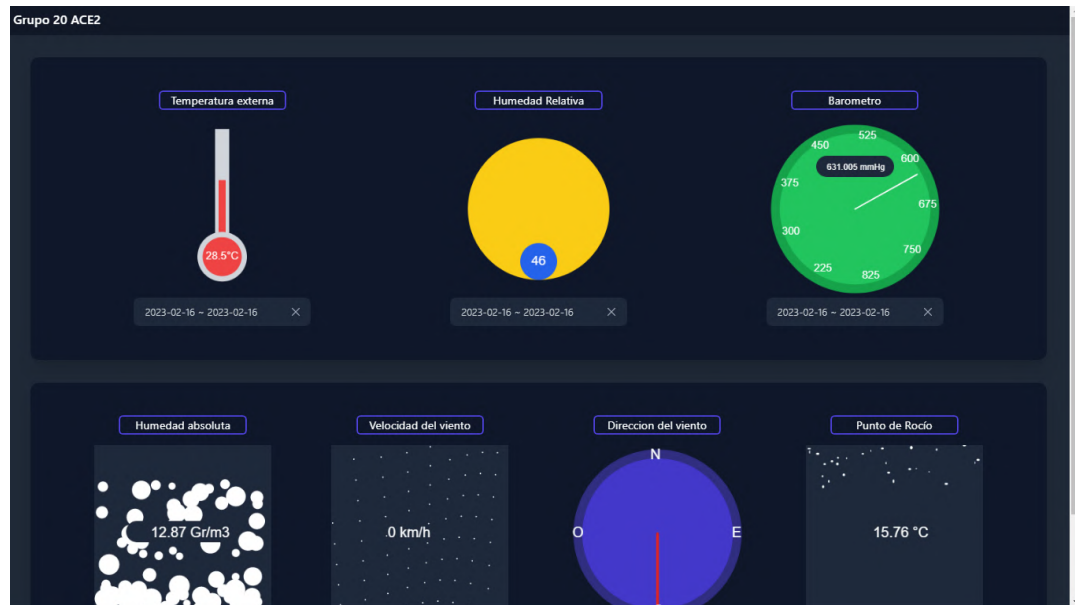 Grupo 20 ACE2
Temperatura externa
Humedad Relativa
Barometro
28.5°C
46
525
450
600
631.005 mmHg
375
675
300
750
225
825
2023-02-16 ~ 2023-02-16
2023-02-16 ~ 2023-02-16
2023-02-16 ~ 2023-02-16
Humedad absoluta
Velocidad del viento
Direccion del viento
Punto de Rocío
12.87 Gr/m3
0 km/h
N
O
E
15.76 °C